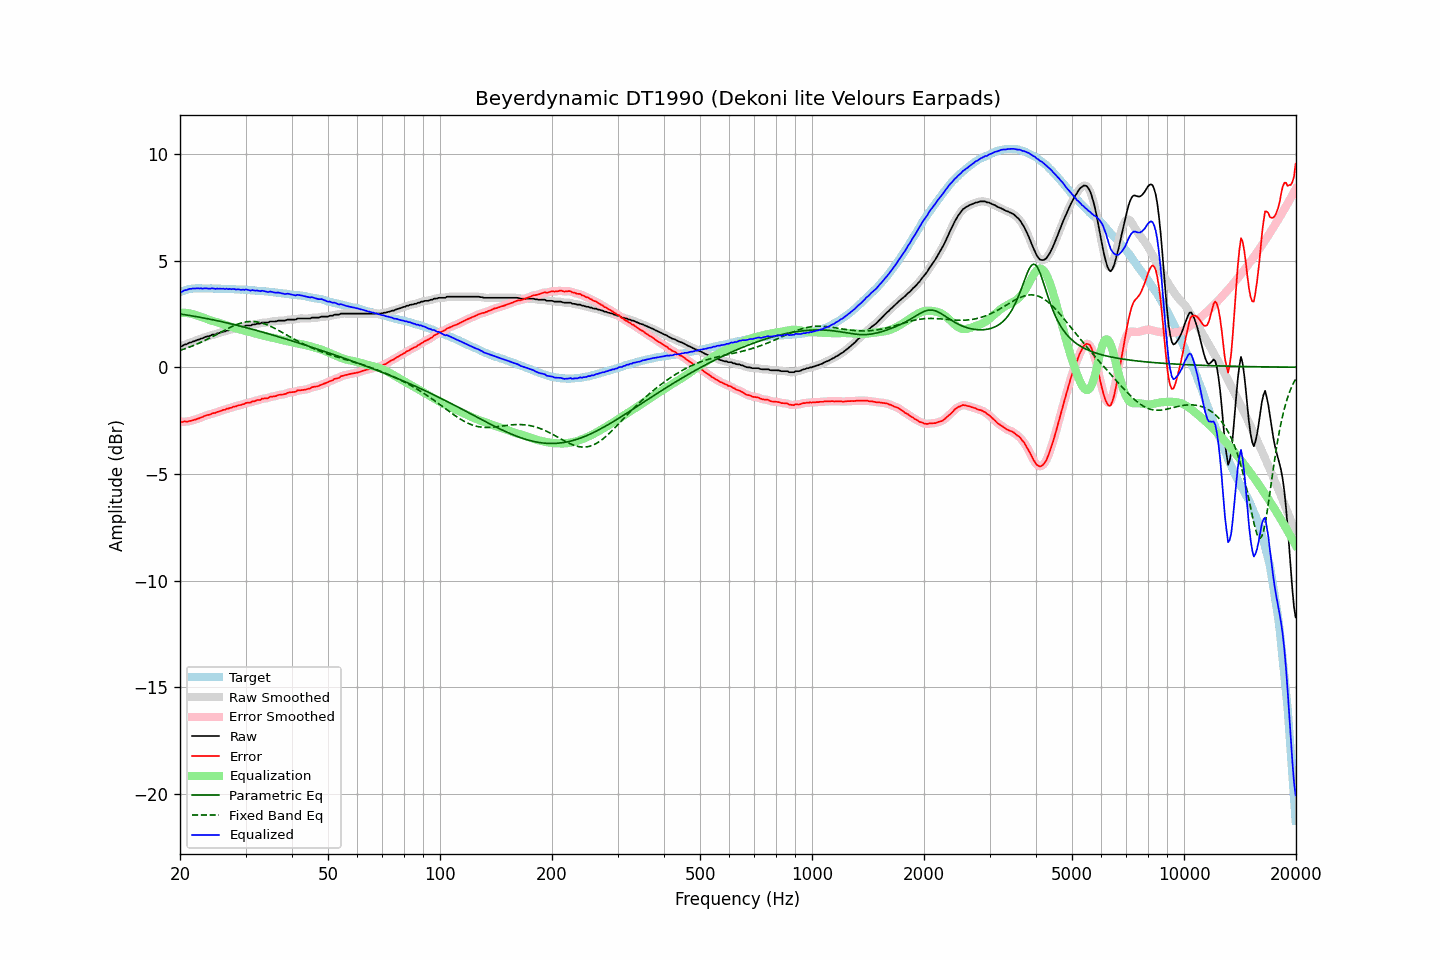 Beyerdynamic DT1990 (Dekoni lite Velours Earpads)
10
5
0
−5
−10
−15
−20
Amplitude (dBr)
Target
Raw Smoothed
Error Smoothed
Raw
Error
Equalization
Parametric Eq
Fixed Band Eq
Equalized
20 50 100 200 500 1000 2000 5000 10000 20000
Frequency (Hz)